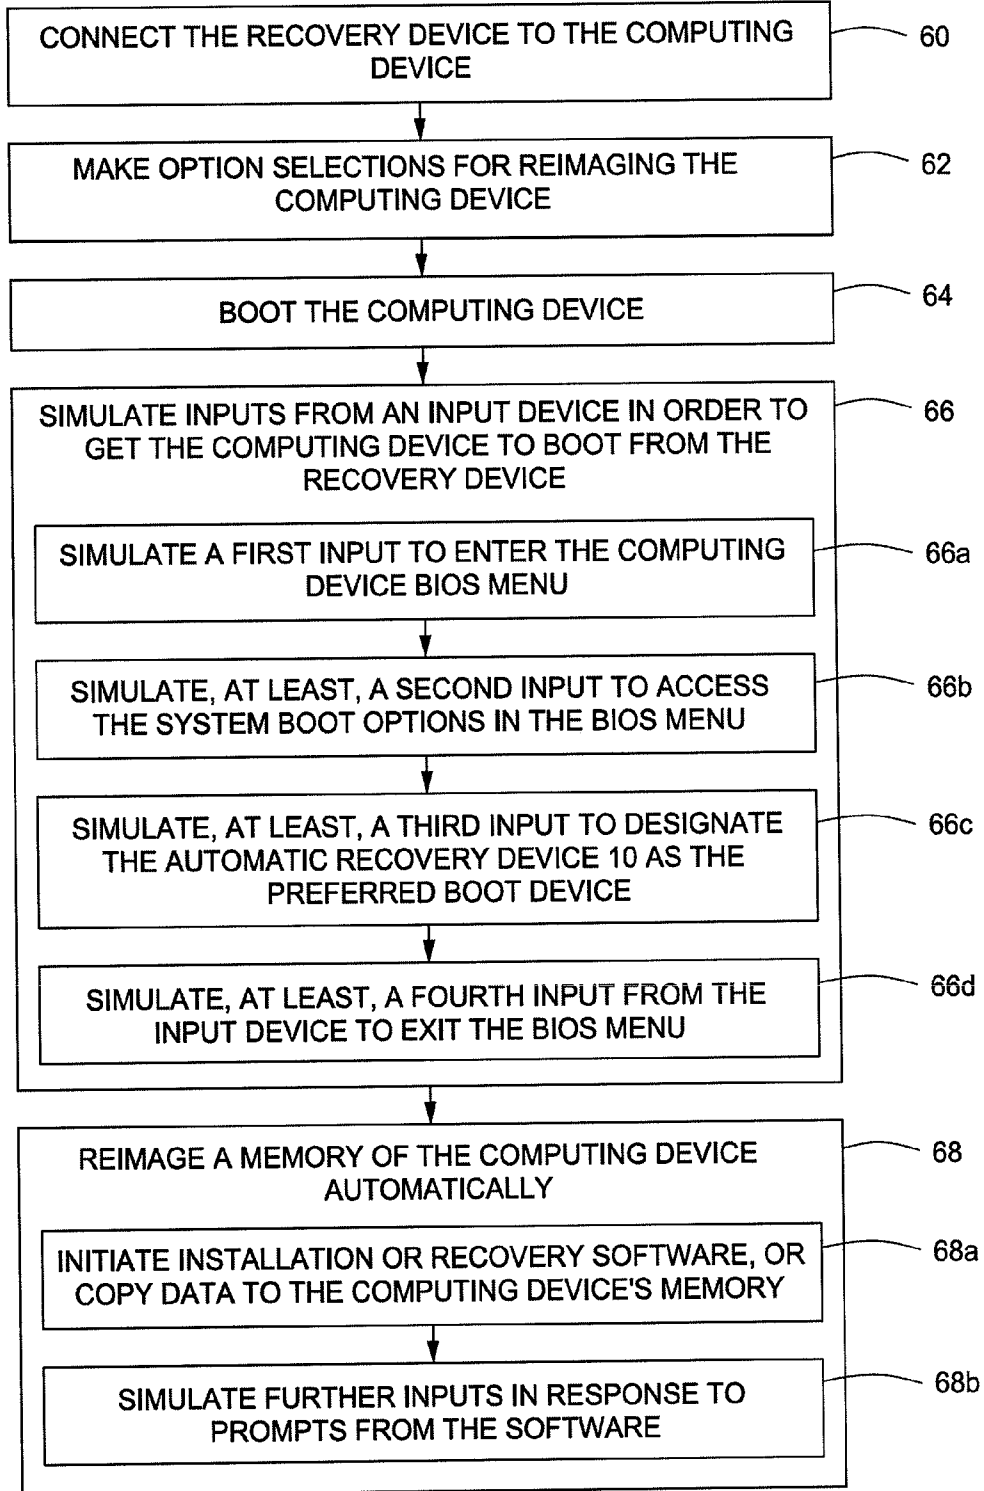 CONNECT THE RECOVERY DEVICE TO THE COMPUTING
DEVICE
60
MAKE OPTION SELECTIONS FOR REIMAGING THE
COMPUTING DEVICE
62
BOOT THE COMPUTING DEVICE
64
SIMULATE INPUTS FROM AN INPUT DEVICE IN ORDER TO
GET THE COMPUTING DEVICE TO BOOT FROM THE
RECOVERY DEVICE
66
SIMULATE A FIRST INPUT TO ENTER THE COMPUTING
DEVICE BIOS MENU
66a
SIMULATE, AT LEAST, A SECOND INPUT TO ACCESS
THE SYSTEM BOOT OPTIONS IN THE BIOS MENU
66b
SIMULATE, AT LEAST, A THIRD INPUT TO DESIGNATE
THE AUTOMATIC RECOVERY DEVICE 10 AS THE
PREFERRED BOOT DEVICE
66c
SIMULATE, AT LEAST, A FOURTH INPUT FROM THE
INPUT DEVICE TO EXIT THE BIOS MENU
66d
REIMAGE A MEMORY OF THE COMPUTING DEVICE
AUTOMATICALLY
68
INITIATE INSTALLATION OR RECOVERY SOFTWARE, OR
COPY DATA TO THE COMPUTING DEVICE'S MEMORY
68a
SIMULATE FURTHER INPUTS IN RESPONSE TO
PROMPTS FROM THE SOFTWARE
68b